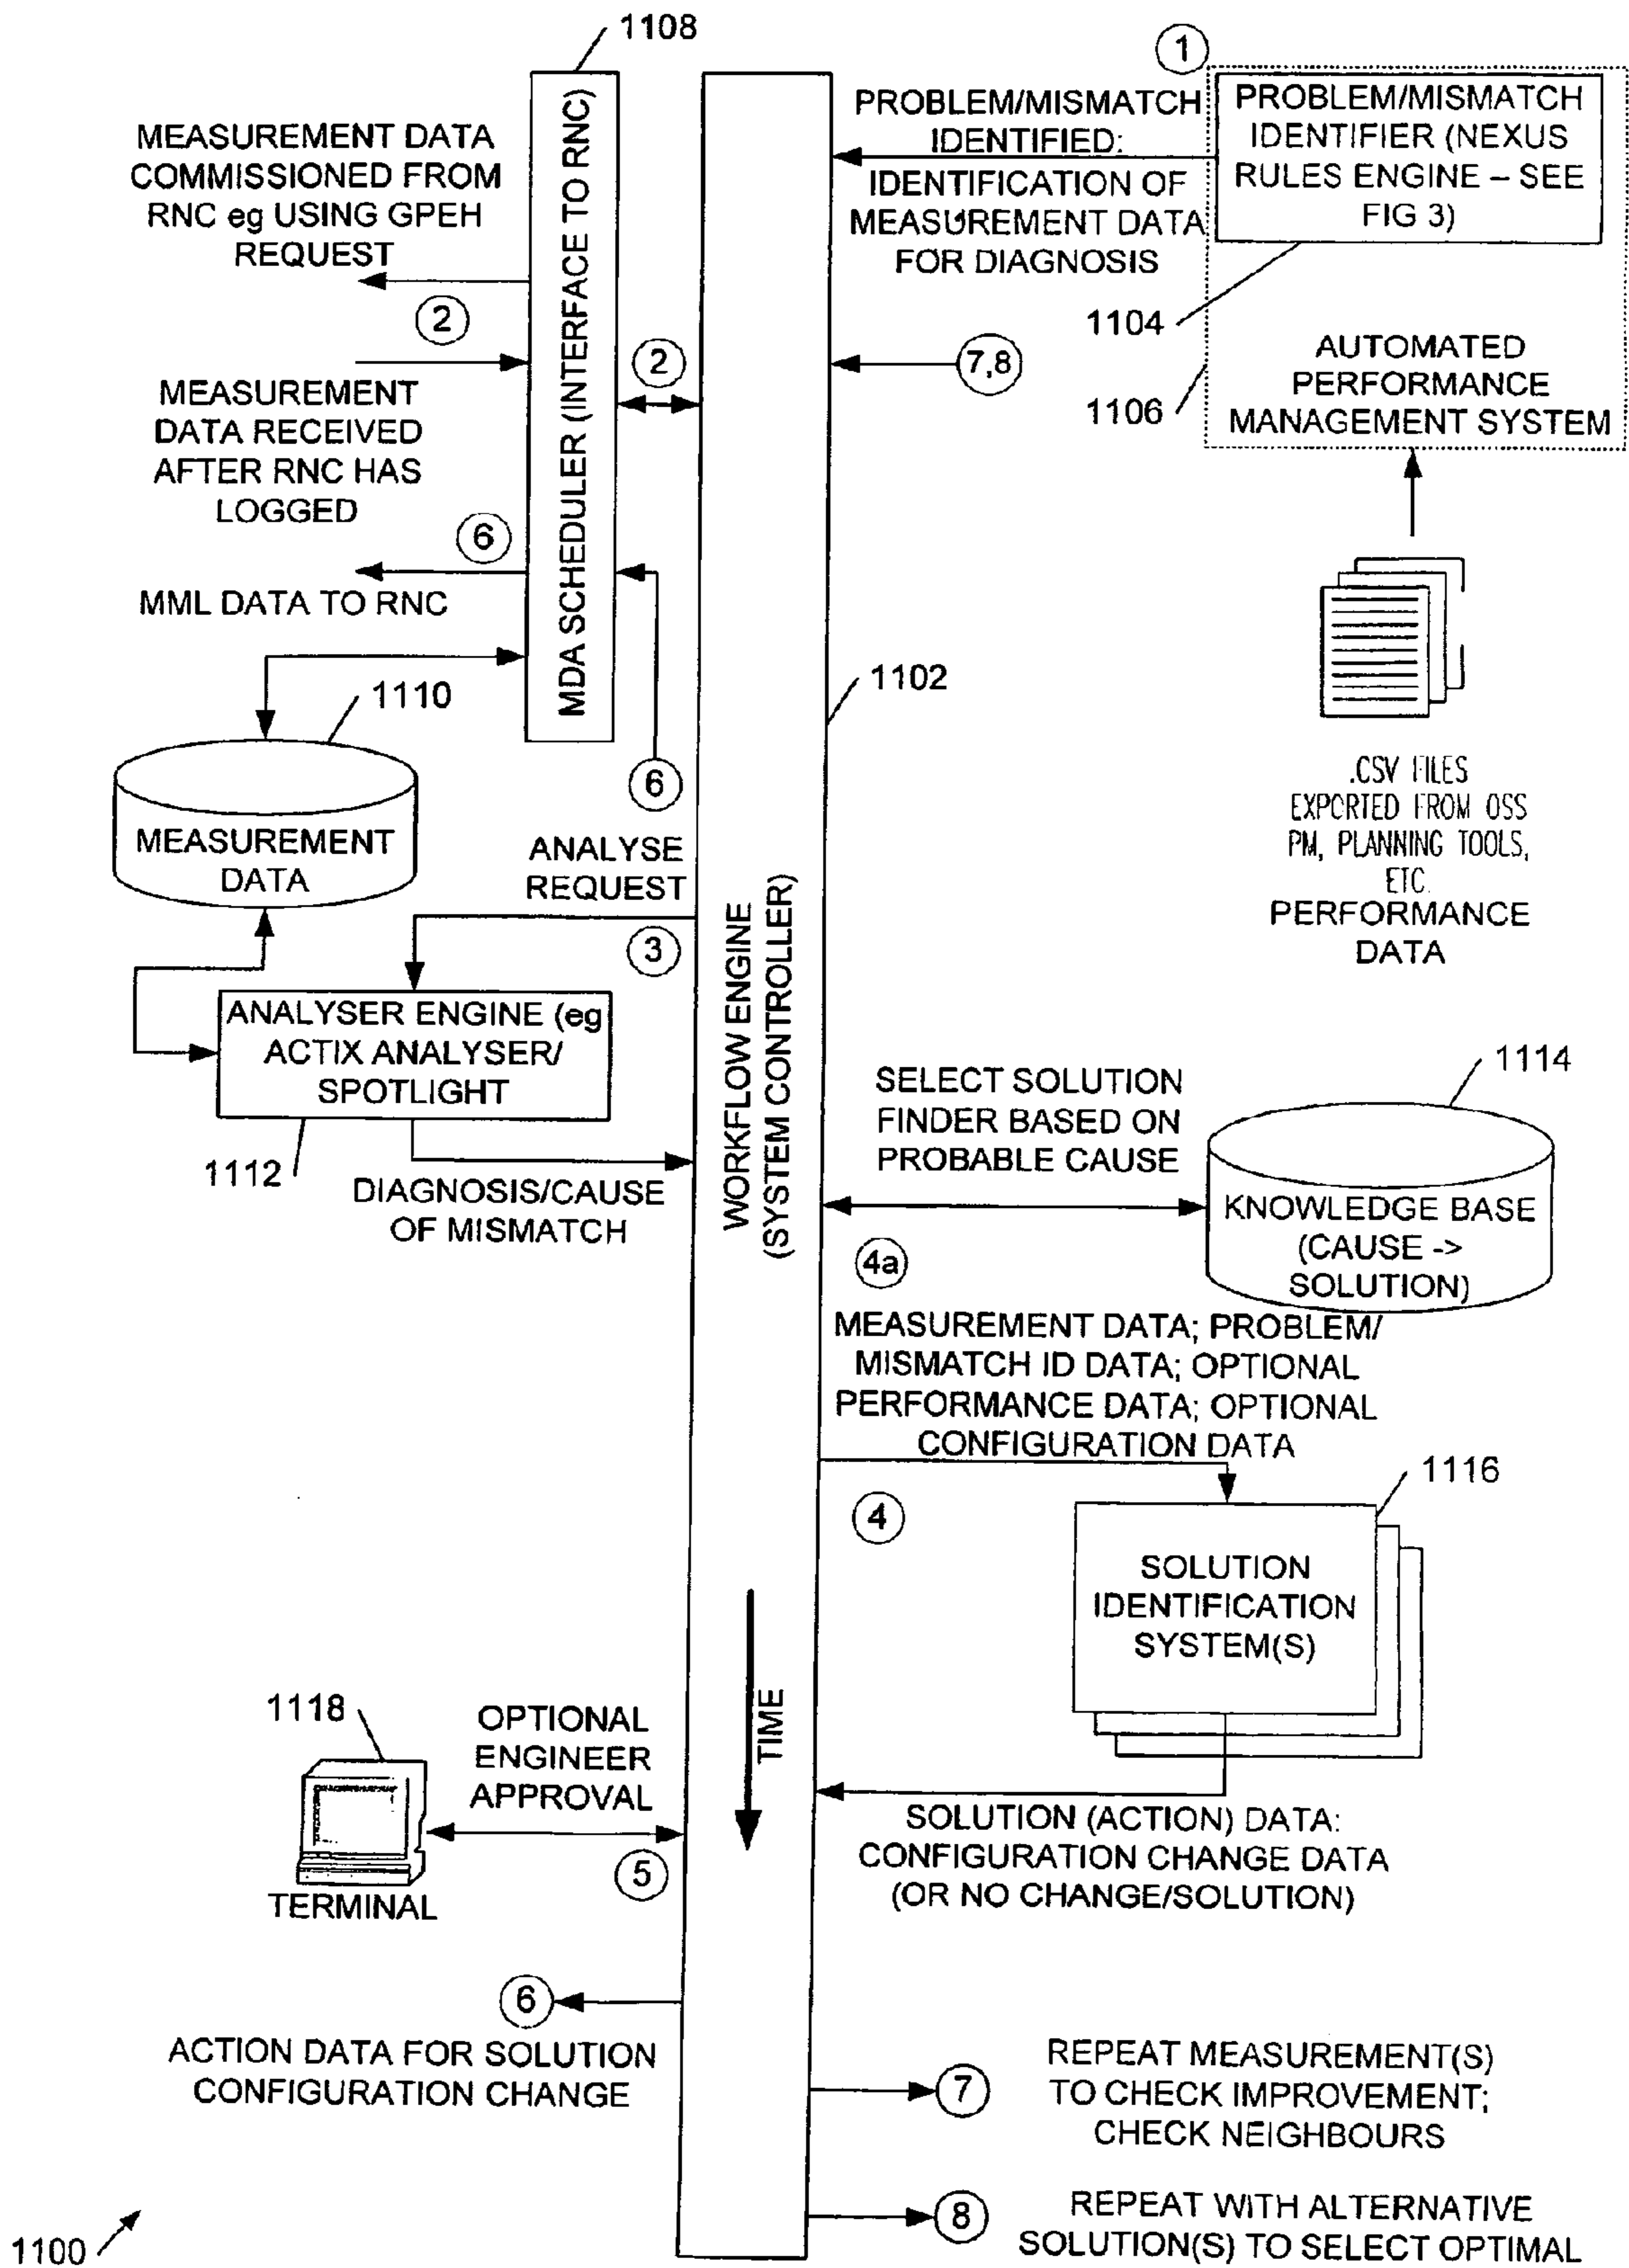 1108
1
MEASUREMENT DATA
COMMISSIONED FROM
RNC eg USING GPEH
REQUEST
2
MEASUREMENT
DATA RECEIVED
AFTER RNC HAS
LOGGED
6
MML DATA TO RNC
MDA SCHEDULER (INTERFACE TO RNC)
2
6
PROBLEM/MISMATCH
IDENTIFIED:
IDENTIFICATION OF
MEASUREMENT DATA
FOR DIAGNOSIS
PROBLEM/MISMATCH
IDENTIFIER (NEXUS
RULES ENGINE – SEE
FIG 3)
1104
7,8
1106
AUTOMATED
PERFORMANCE
MANAGEMENT SYSTEM
.CSV FILES
EXPORTED FROM OSS
PM, PLANNING TOOLS,
ETC.
PERFORMANCE
DATA
1102
WORKFLOW ENGINE
(SYSTEM CONTROLLER)
1110
MEASUREMENT
DATA
ANALYSE
REQUEST
3
ANALYSER ENGINE (eg
ACTIX ANALYSER/
SPOTLIGHT
1112
DIAGNOSIS/CAUSE
OF MISMATCH
SELECT SOLUTION
FINDER BASED ON
PROBABLE CAUSE
1114
KNOWLEDGE BASE
(CAUSE ->
SOLUTION)
4a
MEASUREMENT DATA; PROBLEM/
MISMATCH ID DATA; OPTIONAL
PERFORMANCE DATA; OPTIONAL
CONFIGURATION DATA
4
1116
SOLUTION
IDENTIFICATION
SYSTEM(S)
TIME
1118
OPTIONAL
ENGINEER
APPROVAL
5
TERMINAL
SOLUTION (ACTION) DATA:
CONFIGURATION CHANGE DATA
(OR NO CHANGE/SOLUTION)
6
ACTION DATA FOR SOLUTION
CONFIGURATION CHANGE
7
REPEAT MEASUREMENT(S)
TO CHECK IMPROVEMENT;
CHECK NEIGHBOURS
8
REPEAT WITH ALTERNATIVE
SOLUTION(S) TO SELECT OPTIMAL
1100